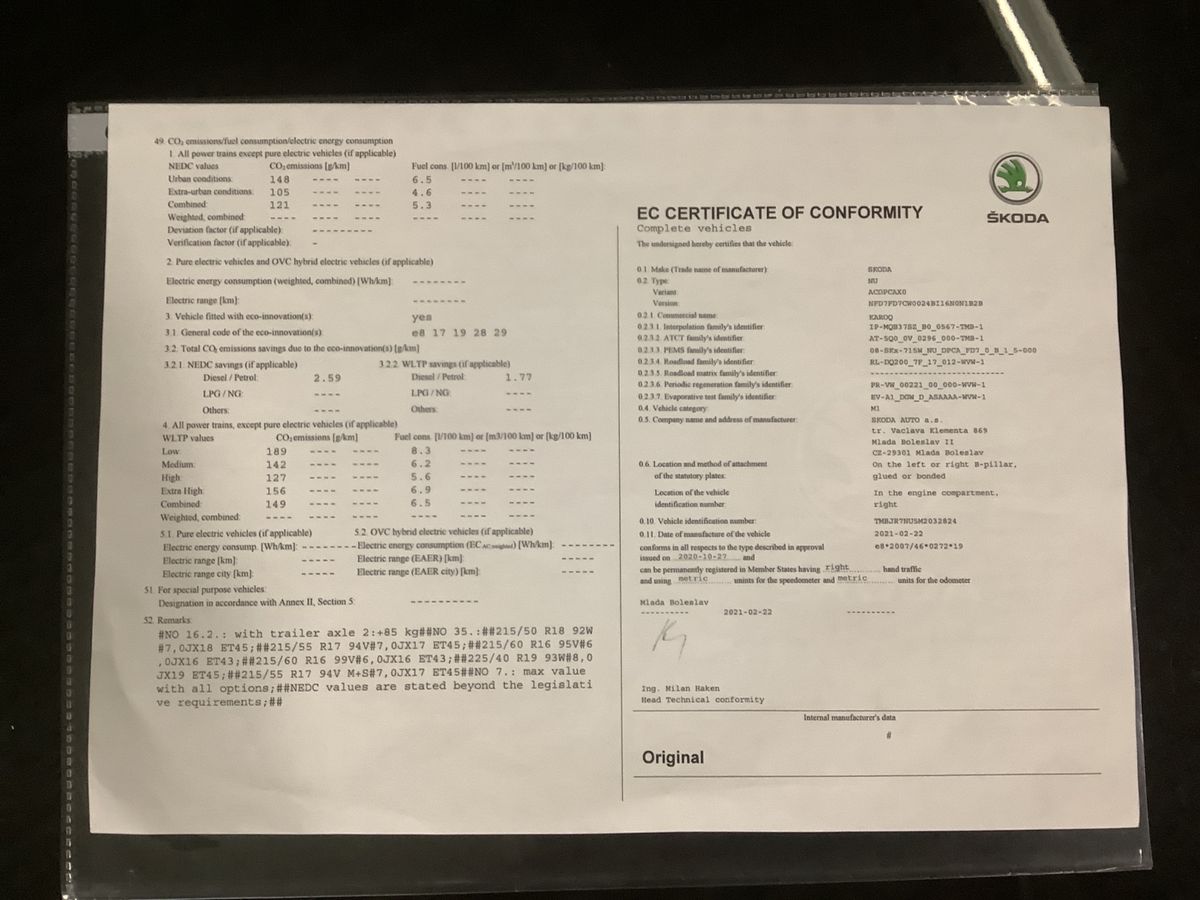 49. CO₂ emissions/fuel consumption/electric energy consumption
1. All power trains except pure electric vehicles (if applicable)
NEDC values CO₂ emissions [g/km] Fuel cons. [l/100 km] or [m³/100 km] or [kg/100 km]:
Urban conditions: 148 ---- ---- 6.5 ---- ----
Extra-urban conditions: 105 ---- ---- 4.6 ---- ----
Combined: 121 ---- ---- 5.3 ---- ----
Weighted, combined: ---- ---- ---- ---- ---- ----
Deviation factor (if applicable): ---------
Verification factor (if applicable): -
2. Pure electric vehicles and OVC hybrid electric vehicles (if applicable)
Electric energy consumption (weighted, combined) [Wh/km]: --------
Electric range [km]: --------
3. Vehicle fitted with eco-innovation(s): yes
3.1. General code of the eco-innovation(s): e8 17 19 28 29
3.2. Total CO₂ emissions savings due to the eco-innovation(s) [g/km]
3.2.1. NEDC savings (if applicable) 3.2.2. WLTP savings (if applicable)
Diesel / Petrol: 2.59 Diesel / Petrol: 1.77
LPG / NG: ---- LPG / NG: ----
Others: ---- Others: ----
4. All power trains, except pure electric vehicles (if applicable)
WLTP values CO₂ emissions [g/km] Fuel cons. [l/100 km] or [m3/100 km] or [kg/100 km]
Low: 189 ---- ---- 8.3 ---- ----
Medium: 142 ---- ---- 6.2 ---- ----
High: 127 ---- ---- 5.6 ---- ----
Extra High: 156 ---- ---- 6.9 ---- ----
Combined: 149 ---- ---- 6.5 ---- ----
Weighted, combined: ---- ---- ---- ---- ---- ----
5.1. Pure electric vehicles (if applicable) 5.2. OVC hybrid electric vehicles (if applicable)
Electric energy consump. [Wh/km]: -------- Electric energy consumption (EC AC,weighted) [Wh/km]: --------
Electric range [km]: ----- Electric range (EAER) [km]: -----
Electric range city [km]: ----- Electric range (EAER city) [km]: -----
51. For special purpose vehicles:
Designation in accordance with Annex II, Section 5: ----------
52. Remarks:
#NO 16.2.: with trailer axle 2:+85 kg##NO 35.:##215/50 R18 92W
#7,0JX18 ET45;##215/55 R17 94V#7,0JX17 ET45;##215/60 R16 95V#6
,0JX16 ET43;##215/60 R16 99V#6,0JX16 ET43;##225/40 R19 93W#8,0
JX19 ET45;##215/55 R17 94V M+S#7,0JX17 ET45##NO 7.: max value
with all options;##NEDC values are stated beyond the legislati
ve requirements;##
ŠKODA
EC CERTIFICATE OF CONFORMITY
Complete vehicles
The undersigned hereby certifies that the vehicle:
0.1. Make (Trade name of manufacturer): SKODA
0.2. Type: NU
Variant: ACDPCAX0
Version: NFD7FD7CW0024BI16N0N1B2B
0.2.1. Commercial name: KAROQ
0.2.3.1. Interpolation family's identifier: IP-MQB37SZ_B0_0567-TMB-1
0.2.3.2. ATCT family's identifier: AT-SQ0_0V_0296_000-TMB-1
0.2.3.3. PEMS family's identifier: 08-SKx-715W_NU_DPCA_FD7_0_B_1_5-000
0.2.3.4. Roadload family's identifier: RL-DQ200_7F_17_012-WVW-1
0.2.3.5. Roadload matrix family's identifier: --------------------------
0.2.3.6. Periodic regeneration family's identifier: PR-VW_00221_00_000-WVW-1
0.2.3.7. Evaporative test family's identifier: EV-A1_DGW_D_ASAAAA-WVW-1
0.4. Vehicle category: M1
0.5. Company name and address of manufacturer: SKODA AUTO a.s.
tr. Vaclava Klementa 869
Mlada Boleslav II
CZ-29301 Mlada Boleslav
0.6. Location and method of attachment On the left or right B-pillar,
of the statutory plates: glued or bonded
Location of the vehicle In the engine compartment,
identification number: right
0.10. Vehicle identification number: TMBJR7NU5M2032824
0.11. Date of manufacture of the vehicle 2021-02-22
conforms in all respects to the type described in approval e8*2007/46*0272*19
issued on 2020-10-27 and
can be permanently registered in Member States having right hand traffic
and using metric unints for the speedometer and metric units for the odometer
Mlada Boleslav
--------- 2021-02-22 ---------
Ing. Milan Haken
Head Technical conformity
Internal manufacturer's data
#
Original